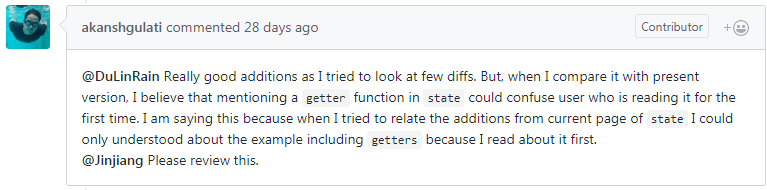 akanshgulati commented 28 days ago Contributor +
@DuLinRain Really good additions as I tried to look at few diffs. But, when I compare it with present
version, I believe that mentioning a getter function in state could confuse user who is reading it for the
first time. I am saying this because when I tried to relate the additions from current page of state I could
only understood about the example including getters because I read about it first.
@Jinjiang Please review this.